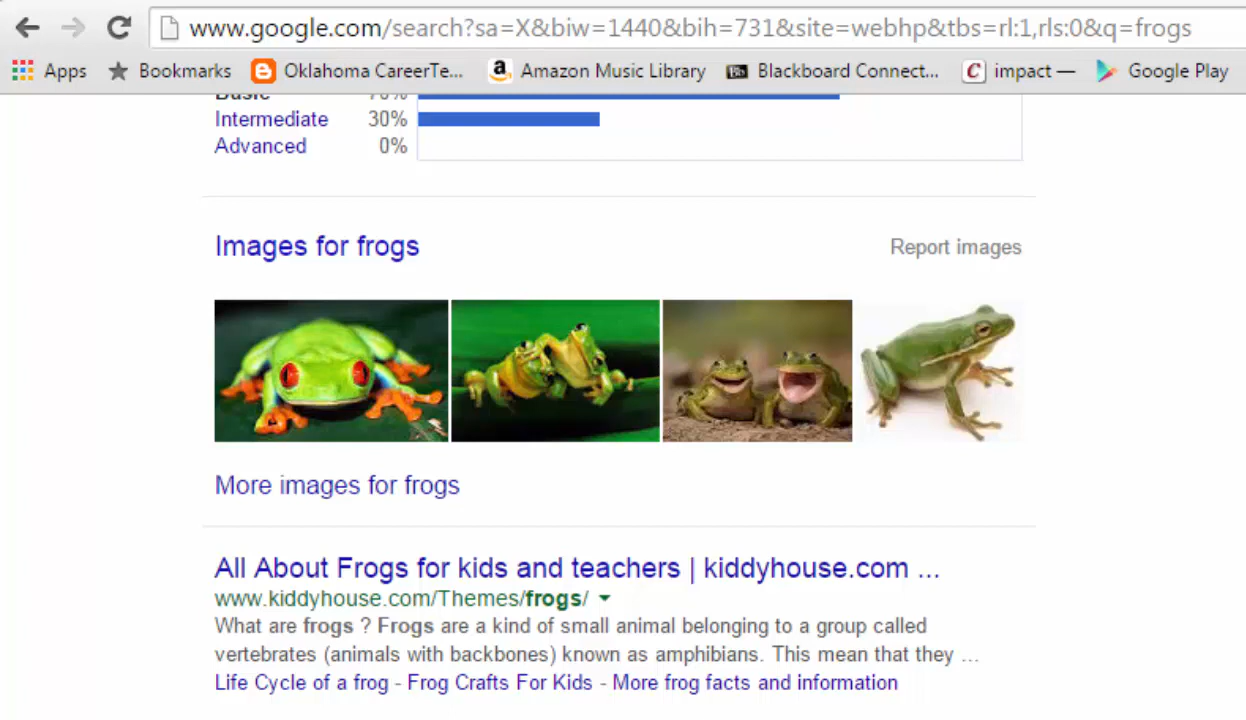 www.google.com/search?sa=X&biw=1440&bih=731&site=webhp&tbs=rl:1,rls:0&q=frogs
Apps Bookmarks Oklahoma CareerTe... Amazon Music Library Blackboard Connect... impact — Google Play
Basic 70%
Intermediate 30%
Advanced 0%
Images for frogs Report images
More images for frogs
All About Frogs for kids and teachers | kiddyhouse.com ...
www.kiddyhouse.com/Themes/frogs/
What are frogs ? Frogs are a kind of small animal belonging to a group called
vertebrates (animals with backbones) known as amphibians. This mean that they ...
Life Cycle of a frog - Frog Crafts For Kids - More frog facts and information